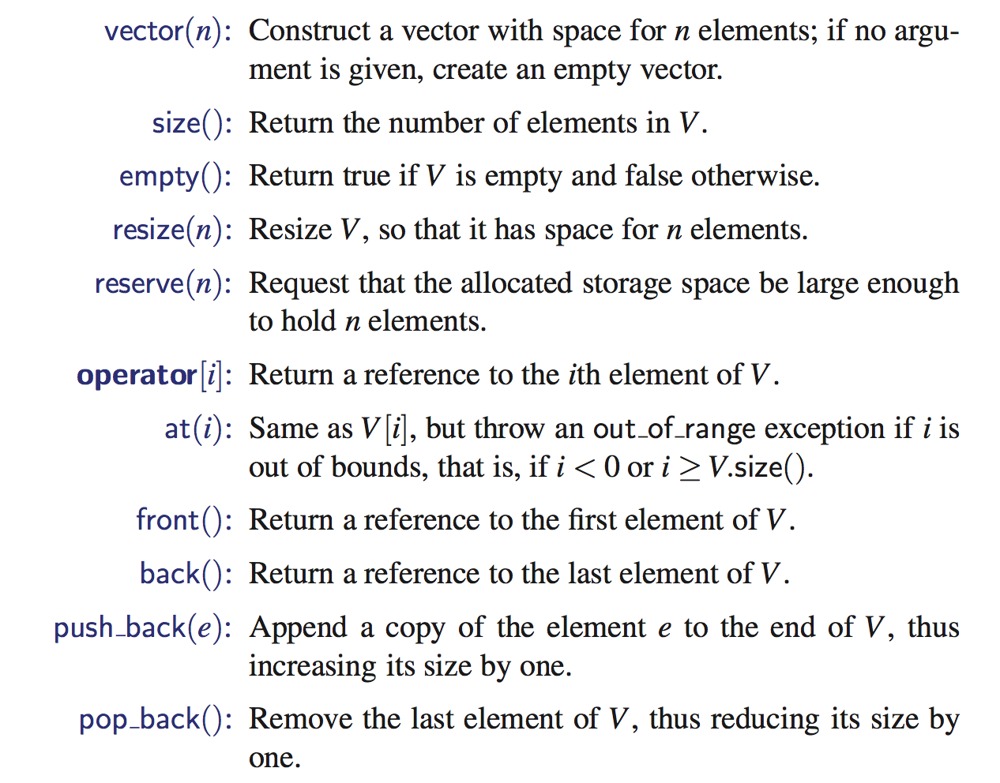 vector(n): Construct a vector with space for n elements; if no argu-
ment is given, create an empty vector.
size(): Return the number of elements in V.
empty(): Return true if V is empty and false otherwise.
resize(n): Resize V, so that it has space for n elements.
reserve(n): Request that the allocated storage space be large enough
to hold n elements.
operator[i]: Return a reference to the ith element of V.
at(i): Same as V[i], but throw an out_of_range exception if i is
out of bounds, that is, if i < 0 or i ≥ V.size().
front(): Return a reference to the first element of V.
back(): Return a reference to the last element of V.
push_back(e): Append a copy of the element e to the end of V, thus
increasing its size by one.
pop_back(): Remove the last element of V, thus reducing its size by
one.